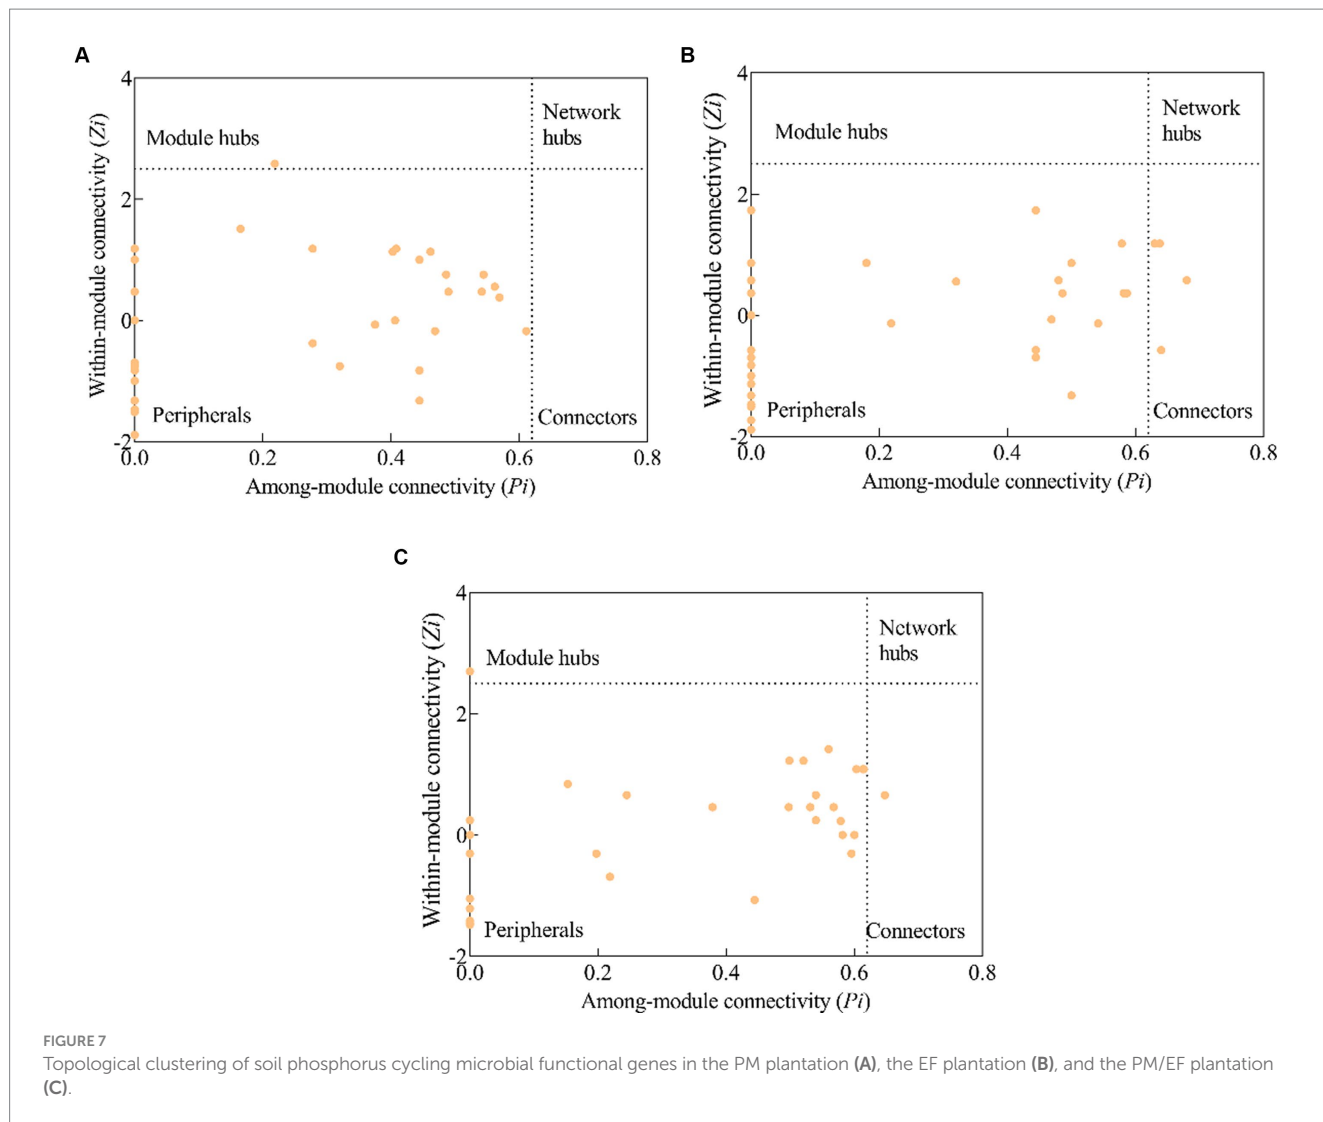 A
4
2
0
-2
0.0
0.2
0.4
0.6
0.8
Within-module connectivity (Zi)
Among-module connectivity (Pi)
Module hubs
Network
hubs
Peripherals
Connectors
B
4
2
0
-2
0.0
0.2
0.4
0.6
0.8
Within-module connectivity (Zi)
Among-module connectivity (Pi)
Module hubs
Network
hubs
Peripherals
Connectors
C
4
2
0
-2
0.0
0.2
0.4
0.6
0.8
Within-module connectivity (Zi)
Among-module connectivity (Pi)
Module hubs
Network
hubs
Peripherals
Connectors
FIGURE 7
Topological clustering of soil phosphorus cycling microbial functional genes in the PM plantation (A), the EF plantation (B), and the PM/EF plantation
(C).